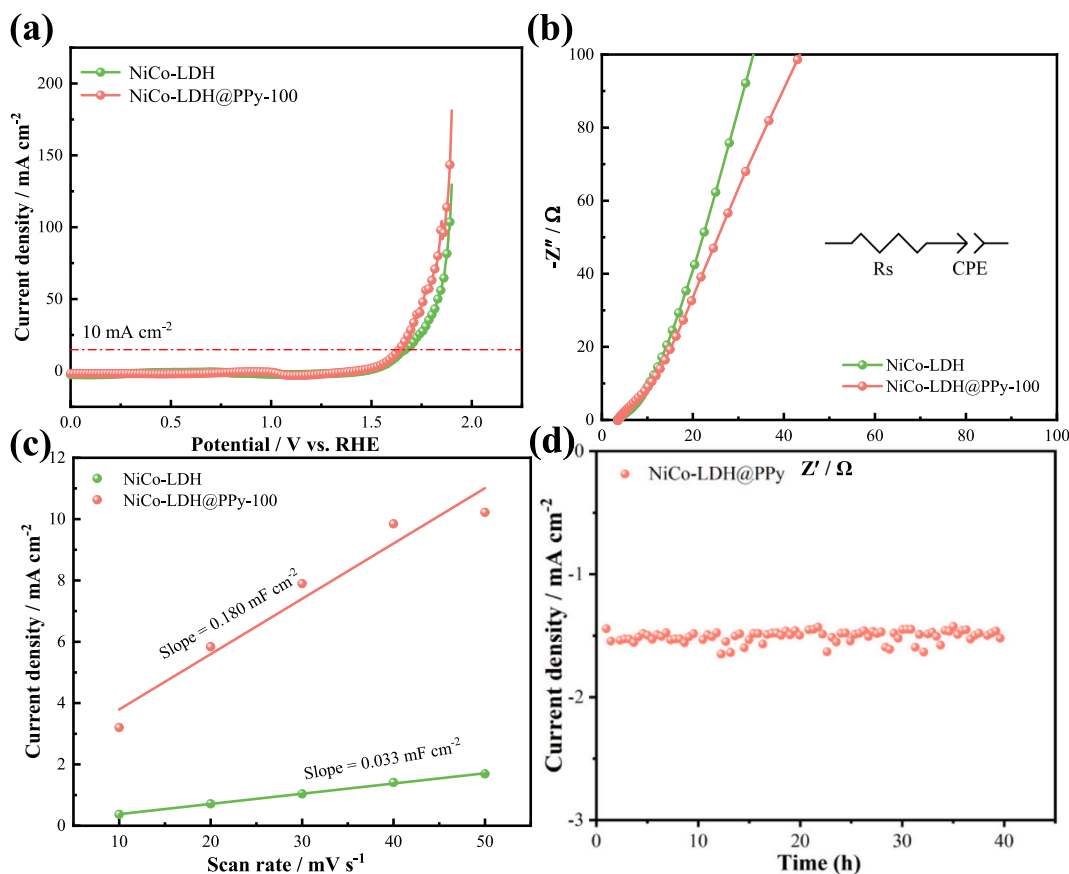 (a)
Current density / mA cm⁻²
200
150
100
50
0
NiCo-LDH
NiCo-LDH@PPy-100
10 mA cm⁻²
0.0 0.5 1.0 1.5 2.0
Potential / V vs. RHE
(b)
-Z″ / Ω
100
80
60
40
20
0
Rs CPE
NiCo-LDH
NiCo-LDH@PPy-100
0 20 40 60 80 100
Z′ / Ω
(c)
Current density / mA cm⁻²
12
10
8
6
4
2
0
NiCo-LDH
NiCo-LDH@PPy-100
Slope = 0.180 mF cm⁻²
Slope = 0.033 mF cm⁻²
10 20 30 40 50
Scan rate / mV s⁻¹
(d)
Current density / mA cm⁻²
0
-1
-2
-3
NiCo-LDH@PPy
0 10 20 30 40
Time (h)